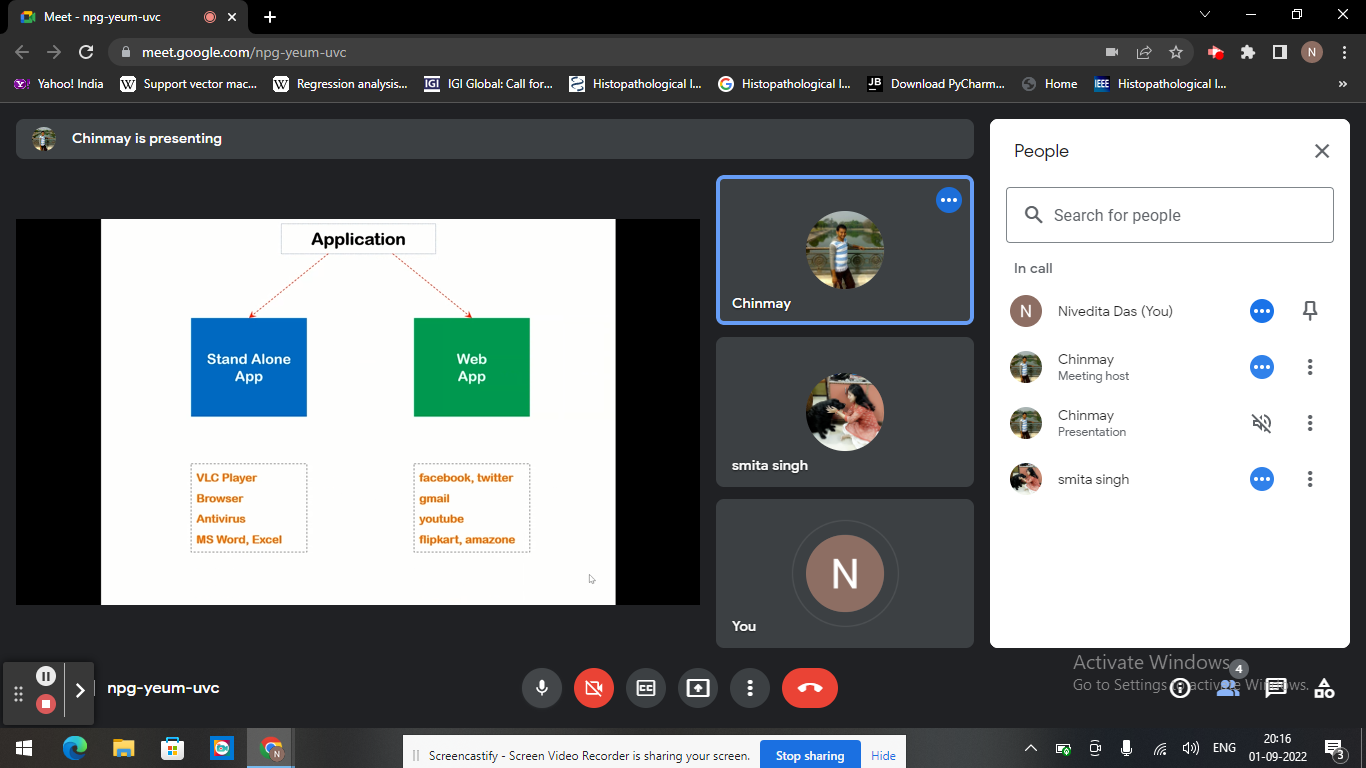 Meet - npg-yeum-uvc
meet.google.com/npg-yeum-uvc
N
Yahoo! India
W Support vector mac...
W Regression analysis...
IGI IGI Global: Call for...
Histopathological I...
G Histopathological I...
JB Download PyCharm...
Home
IEEE Histopathological I...
»
Chinmay is presenting
Application
Stand Alone
App
Web
App
VLC Player
Browser
Antivirus
MS Word, Excel
facebook, twitter
gmail
youtube
flipkart, amazone
Chinmay
smita singh
N
You
People
Search for people
In call
N
Nivedita Das (You)
Chinmay
Meeting host
Chinmay
Presentation
smita singh
npg-yeum-uvc
CC
Activate Windows
Go to Settings to activate Windows.
4
N
Screencastify - Screen Video Recorder is sharing your screen.
Stop sharing
Hide
ENG
20:16
01-09-2022
3